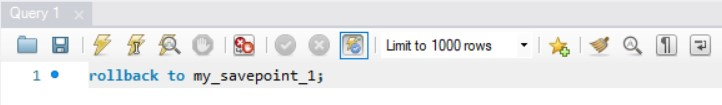 Query 1
Limit to 1000 rows
1 rollback to my_savepoint_1;